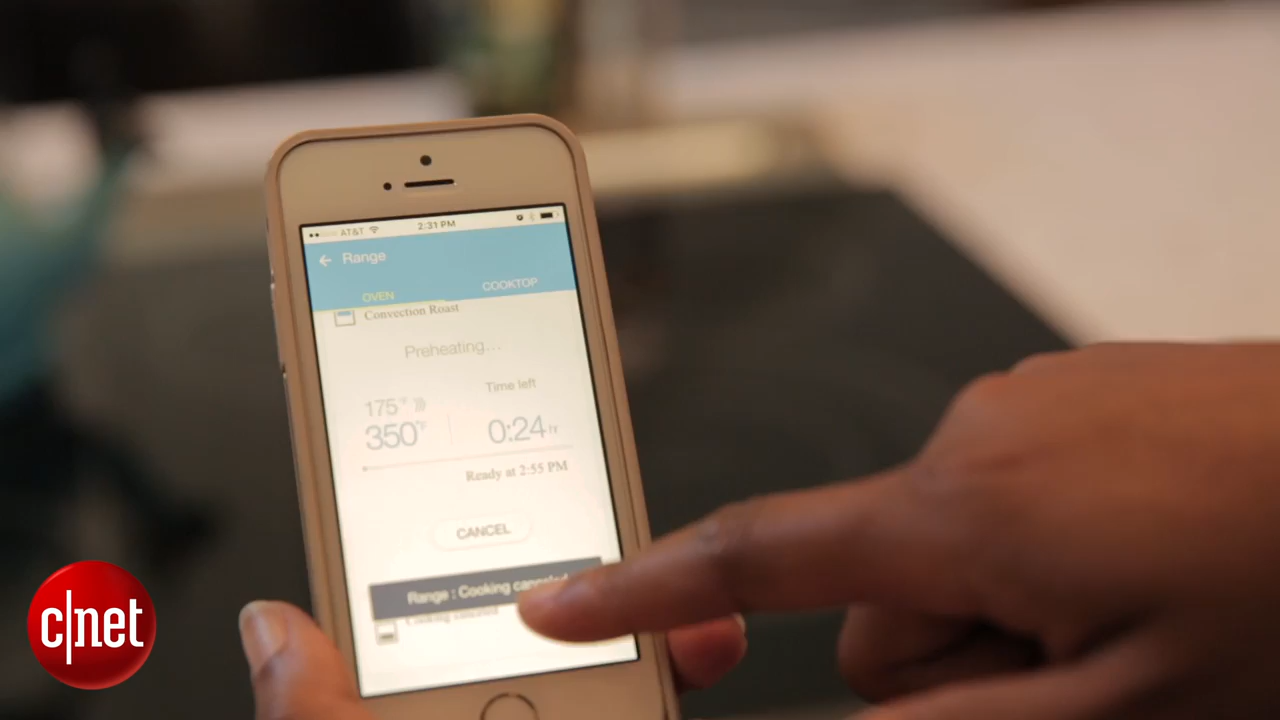 AT&T 2:31 PM
Range
OVEN COOKTOP
Convection Roast
Preheating...
Time left
175°F
350°F 0:24 hr
Ready at 2:55 PM
CANCEL
Range : Cooking canceled
c|net